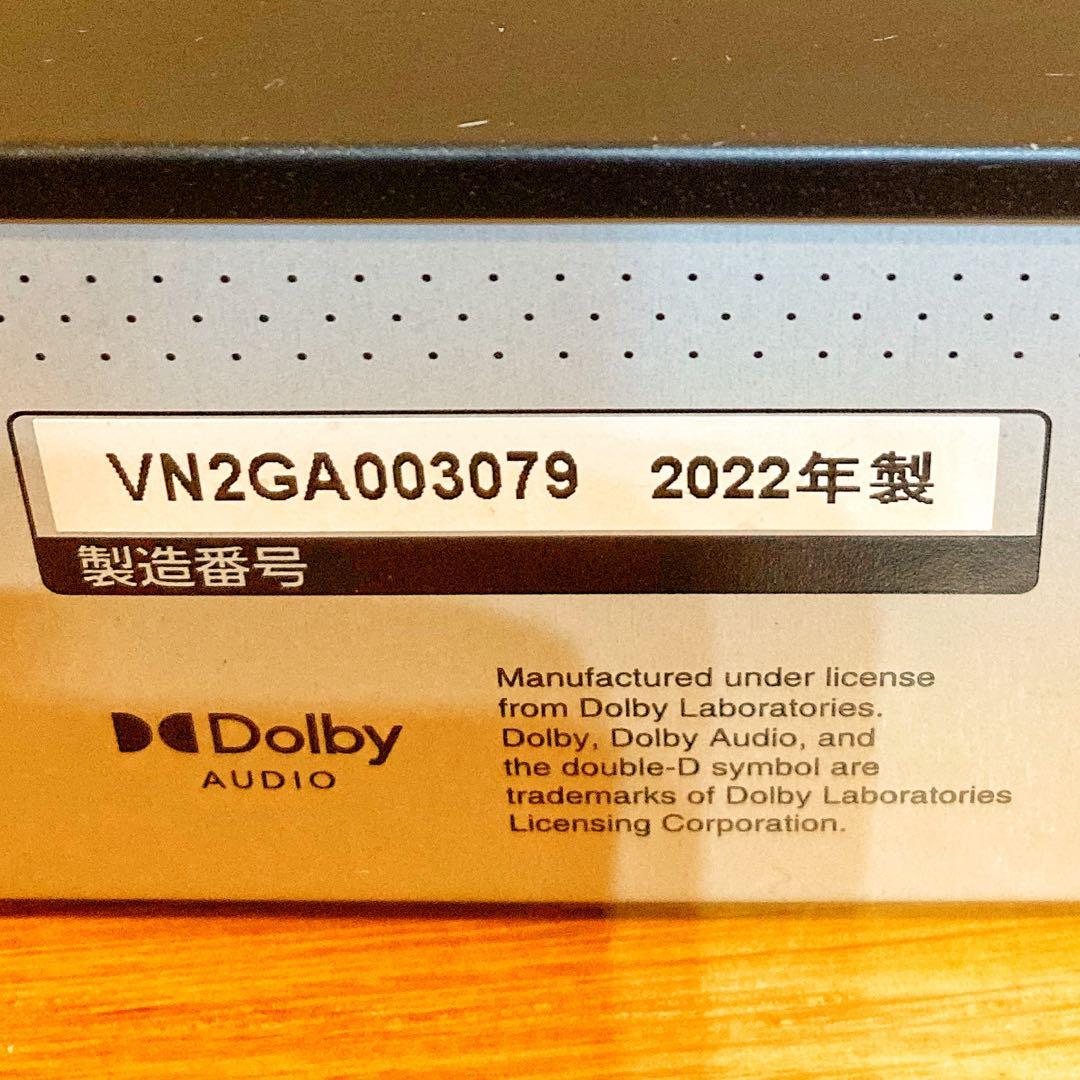 VN2GA003079 2022年製
製造番号
Dolby
AUDIO
Manufactured under license
from Dolby Laboratories.
Dolby, Dolby Audio, and
the double-D symbol are
trademarks of Dolby Laboratories
Licensing Corporation.